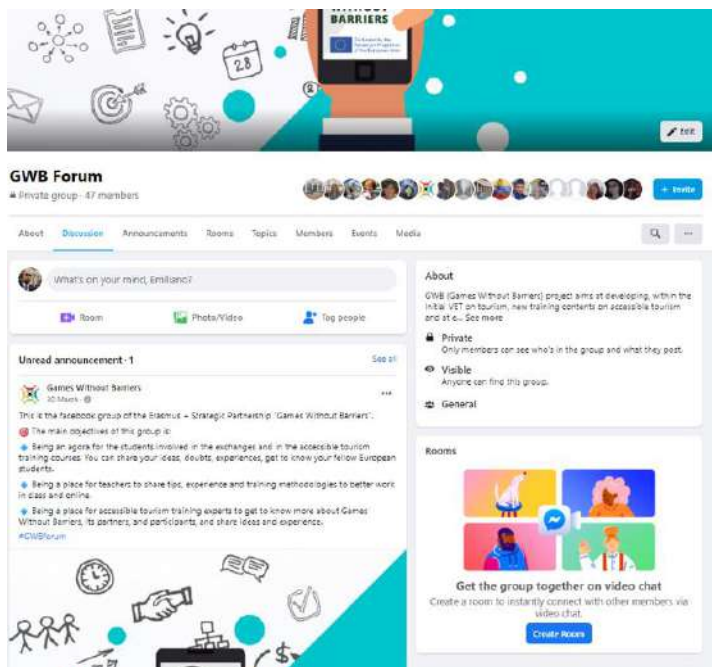 WITHOUT
BARRIERS
28
Edit
GWB Forum
Private group · 47 members
+ Invite
About Discussion Announcements Rooms Topics Members Events Media
What's on your mind, Emiliano?
Room Photo/Video Tag people
Unread announcement · 1 See all
Games Without Barriers
30 March
This is the facebook group of the Erasmus + Strategic Partnership "Games Without Barriers".
The main objectives of this group is:
Being an agora for the students involved in the exchanges and in the accessible tourism
training courses. You can share your ideas, doubts, experiences, get to know your fellow European
students.
Being a place for teachers to share tips, experience and training methodologies to better work
in class and online.
Being a place for accessible tourism training experts to get to know more about Games
Without Barriers, its partners, and participants, and share ideas and experience.
#GWBForum
About
GWB (Games Without Barriers) project aims at developing, within the
Initial VET on tourism, new training contents on accessible tourism
and at e... See more
Private
Only members can see who's in the group and what they post.
Visible
Anyone can find this group.
General
Rooms
Get the group together on video chat
Create a room to instantly connect with other members via
video chat.
Create Room